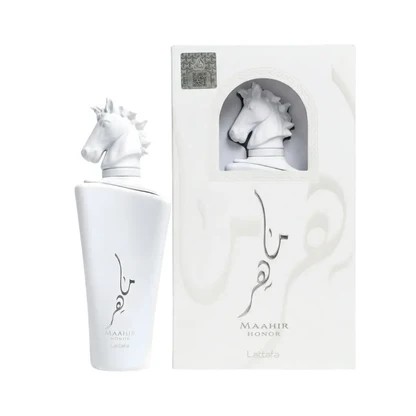 ماهر
MAAHIR
HONOR
Lattafa
ماهر
MAAHIR
HONOR
Lattafa